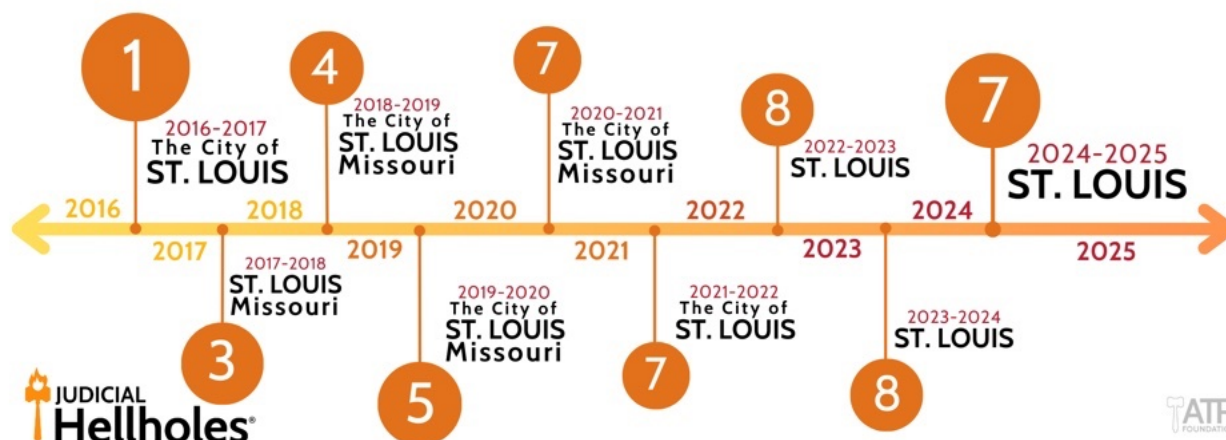 1
2016-2017
The City of
ST. LOUIS
4
2018-2019
The City of
ST. LOUIS
Missouri
7
2020-2021
The City of
ST. LOUIS
Missouri
8
2022-2023
ST. LOUIS
7
2024-2025
ST. LOUIS
2016
2018
2020
2022
2024
2017
2019
2021
2023
2025
2017-2018
ST. LOUIS
Missouri
3
2019-2020
The City of
ST. LOUIS
Missouri
5
2021-2022
The City of
ST. LOUIS
7
2023-2024
ST. LOUIS
8
JUDICIAL
Hellholes®
FOUNDATION